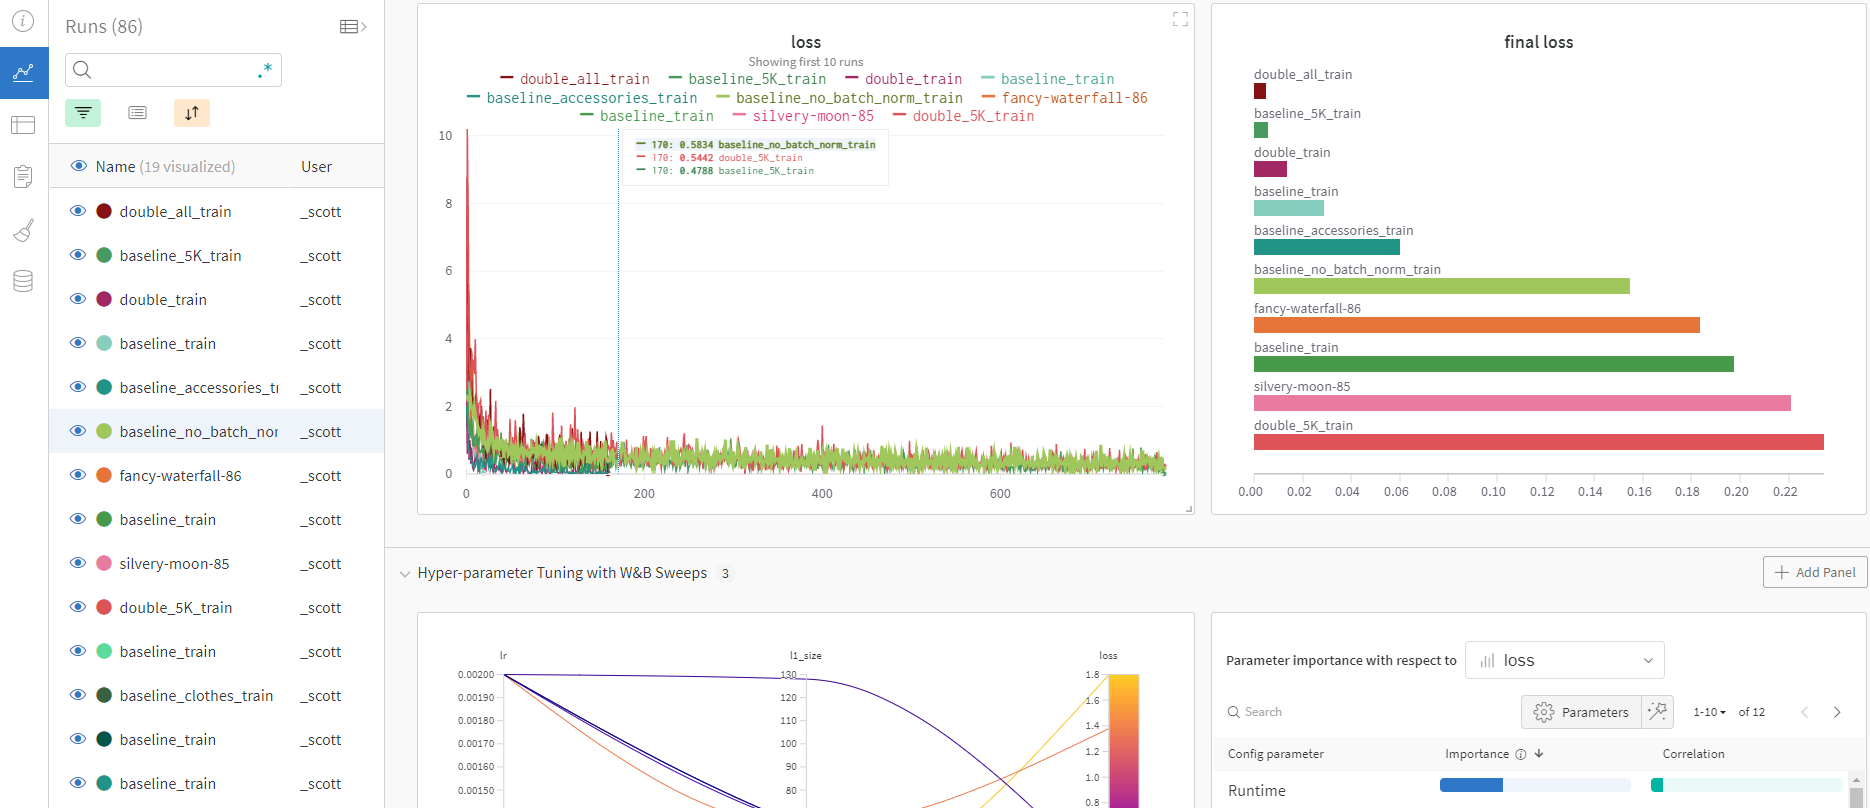 Runs (86)
.*
Name (19 visualized)
User
double_all_train
_scott
baseline_5K_train
_scott
double_train
_scott
baseline_train
_scott
baseline_accessories_tr
_scott
baseline_no_batch_nor
_scott
fancy-waterfall-86
_scott
baseline_train
_scott
silvery-moon-85
_scott
double_5K_train
_scott
baseline_train
_scott
baseline_clothes_train
_scott
baseline_train
_scott
baseline_train
_scott
loss
Showing first 10 runs
double_all_train baseline_5K_train double_train baseline_train
baseline_accessories_train baseline_no_batch_norm_train fancy-waterfall-86
baseline_train silvery-moon-85 double_5K_train
170: 0.5834 baseline_no_batch_norm_train
170: 0.5442 double_5K_train
170: 0.4788 baseline_5K_train
10
8
6
4
2
0
0 200 400 600
final loss
double_all_train
baseline_5K_train
double_train
baseline_train
baseline_accessories_train
baseline_no_batch_norm_train
fancy-waterfall-86
baseline_train
silvery-moon-85
double_5K_train
0.00 0.02 0.04 0.06 0.08 0.10 0.12 0.14 0.16 0.18 0.20 0.22
Hyper-parameter Tuning with W&B Sweeps 3
Add Panel
lr
0.00200
0.00190
0.00180
0.00170
0.00160
0.00150
l1_size
130
120
110
100
90
80
loss
1.8
1.6
1.4
1.2
1.0
0.8
Parameter importance with respect to
loss
Search
Parameters
1-10 of 12
Config parameter
Importance
Correlation
Runtime